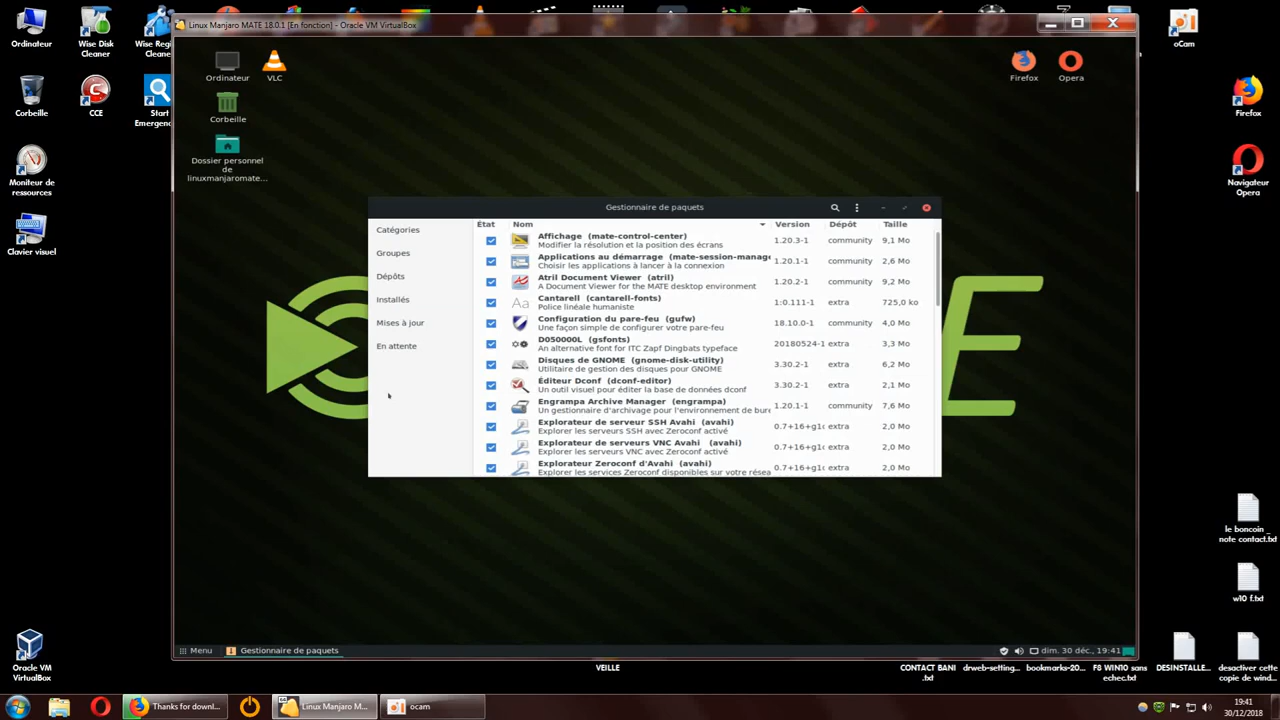 Linux Manjaro MATE 18.0.1 [En fonction] - Oracle VM VirtualBox
Ordinateur
Wise Disk
Cleaner
Wise Regi
Cleane
oCam
Corbeille
CCE
Start
Emergenc
Moniteur de
ressources
Clavier visuel
Oracle VM
VirtualBox
Ordinateur
VLC
Corbeille
Dossier personnel
de
linuxmanjaromate...
Firefox
Opera
Firefox
Navigateur
Opera
Gestionnaire de paquets
Catégories
Groupes
Dépôts
Installés
Mises à jour
En attente
État Nom Version Dépôt Taille
Affichage (mate-control-center) 1.20.3-1 community 9,1 Mo
Modifier la résolution et la position des écrans
Applications au démarrage (mate-session-manage 1.20.1-1 community 2,6 Mo
Choisir les applications à lancer à la connexion
Atril Document Viewer (atril) 1.20.2-1 community 9,2 Mo
A Document Viewer for the MATE desktop environment
Cantarell (cantarell-fonts) 1:0.111-1 extra 725,0 ko
Police linéale humaniste
Configuration du pare-feu (gufw) 18.10.0-1 community 4,0 Mo
Une façon simple de configurer votre pare-feu
D050000L (gsfonts) 20180524-1 extra 3,3 Mo
An alternative font for ITC Zapf Dingbats typeface
Disques de GNOME (gnome-disk-utility) 3.30.2-1 extra 6,2 Mo
Utilitaire de gestion des disques pour GNOME
Éditeur Dconf (dconf-editor) 3.30.2-1 extra 2,1 Mo
Un outil visuel pour éditer la base de données dconf
Engrampa Archive Manager (engrampa) 1.20.1-1 community 7,6 Mo
Un gestionnaire d'archivage pour l'environnement de bure
Explorateur de serveur SSH Avahi (avahi) 0.7+16+g1c extra 2,0 Mo
Explorer les serveurs SSH avec Zeroconf activé
Explorateur de serveurs VNC Avahi (avahi) 0.7+16+g1c extra 2,0 Mo
Explorer les serveurs VNC avec Zeroconf activé
Explorateur Zeroconf d'Avahi (avahi) 0.7+16+g1c extra 2,0 Mo
Explorer les services Zeroconf disponibles sur votre résea
E
le boncoin
note contact.txt
w10 f.txt
Menu
Gestionnaire de paquets
dim. 30 déc., 19:41
VEILLE
CONTACT BANI
.txt
drweb-setting...
bookmarks-20...
F8 WIN10 sans
echec.txt
DESINSTALLE...
desactiver cette
copie de wind...
Thanks for downl...
Linux Manjaro M...
ocam
19:41
30/12/2018